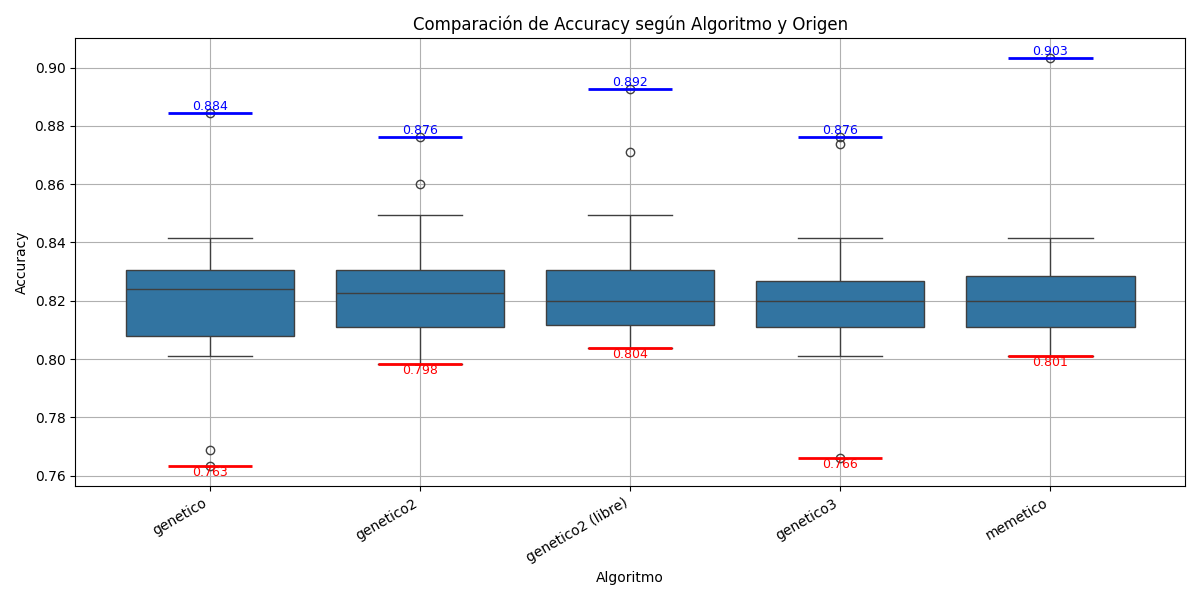 Comparación de Accuracy según Algoritmo y Origen
Accuracy
0.90
0.88
0.86
0.84
0.82
0.80
0.78
0.76
0.884
0.876
0.892
0.876
0.903
0.763
0.798
0.804
0.766
0.801
genetico
genetico2
genetico2 (libre)
genetico3
memetico
Algoritmo